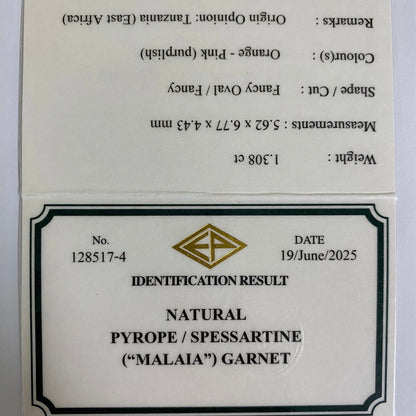 Remarks : Origin Opinion: Tanzania (East Africa)
Colour(s) : Orange - Pink (purplish)
Shape / Cut : Fancy Oval / Fancy
Measurements : 5.62 x 6.77 x 4.43 mm
Weight : 1.308 ct
No. DATE
128517-4 19/June/2025
IDENTIFICATION RESULT
NATURAL
PYROPE / SPESSARTINE
(“MALAIA”) GARNET